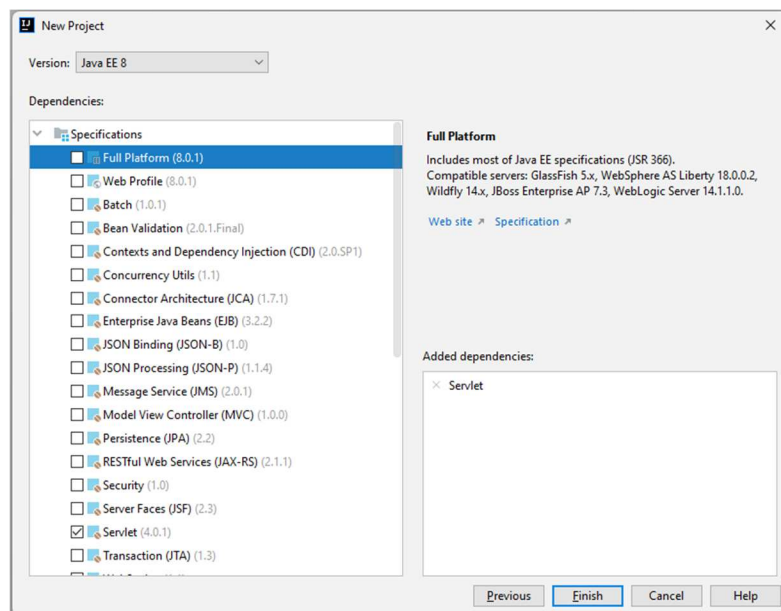 New Project
Version: Java EE 8
Dependencies:
Specifications
Full Platform (8.0.1)
Web Profile (8.0.1)
Batch (1.0.1)
Bean Validation (2.0.1.Final)
Contexts and Dependency Injection (CDI) (2.0.SP1)
Concurrency Utils (1.1)
Connector Architecture (JCA) (1.7.1)
Enterprise Java Beans (EJB) (3.2.2)
JSON Binding (JSON-B) (1.0)
JSON Processing (JSON-P) (1.1.4)
Message Service (JMS) (2.0.1)
Model View Controller (MVC) (1.0.0)
Persistence (JPA) (2.2)
RESTful Web Services (JAX-RS) (2.1.1)
Security (1.0)
Server Faces (JSF) (2.3)
Servlet (4.0.1)
Transaction (JTA) (1.3)
Full Platform
Includes most of Java EE specifications (JSR 366).
Compatible servers: GlassFish 5.x, WebSphere AS Liberty 18.0.0.2,
Wildfly 14.x, JBoss Enterprise AP 7.3, WebLogic Server 14.1.1.0.
Web site Specification
Added dependencies:
Servlet
Previous Finish Cancel Help